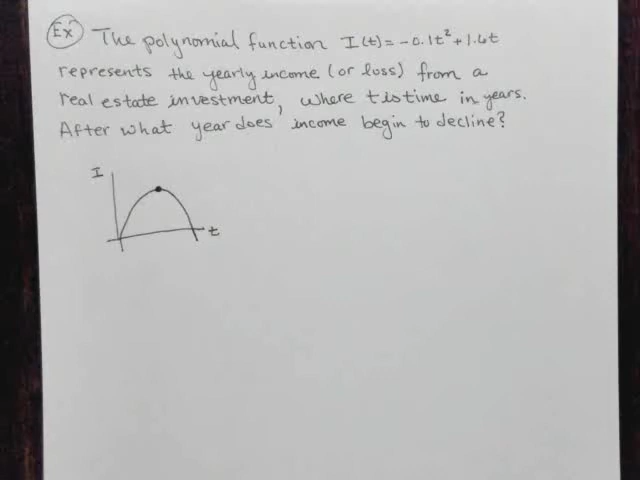 Ex The polynomial function I(t) = -0.1t² + 1.6t
represents the yearly income (or loss) from a
real estate investment, where t is time in years.
After what year does income begin to decline?
I
t